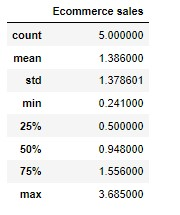 Ecommerce sales
count 5.000000
mean 1.386000
std 1.378601
min 0.241000
25% 0.500000
50% 0.948000
75% 1.556000
max 3.685000